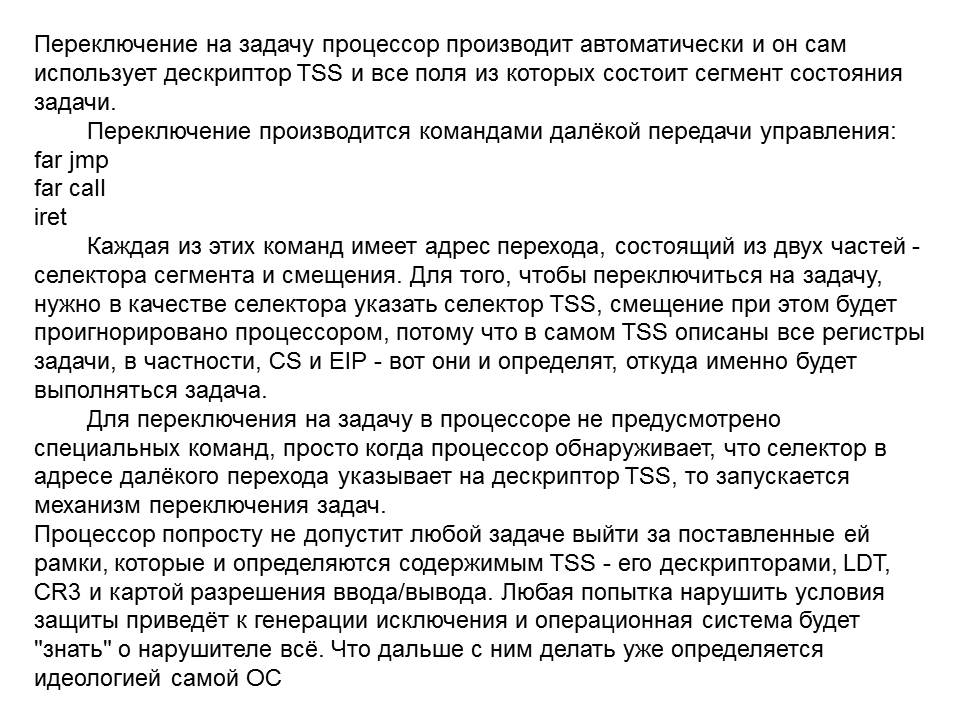 Переключение на задачу процессор производит автоматически и он сам
использует дескриптор TSS и все поля из которых состоит сегмент состояния
задачи.
Переключение производится командами далёкой передачи управления:
far jmp
far call
iret
Каждая из этих команд имеет адрес перехода, состоящий из двух частей -
селектора сегмента и смещения. Для того, чтобы переключиться на задачу,
нужно в качестве селектора указать селектор TSS, смещение при этом будет
проигнорировано процессором, потому что в самом TSS описаны все регистры
задачи, в частности, CS и EIP - вот они и определят, откуда именно будет
выполняться задача.
Для переключения на задачу в процессоре не предусмотрено
специальных команд, просто когда процессор обнаруживает, что селектор в
адресе далёкого перехода указывает на дескриптор TSS, то запускается
механизм переключения задач.
Процессор попросту не допустит любой задаче выйти за поставленные ей
рамки, которые и определяются содержимым TSS - его дескрипторами, LDT,
CR3 и картой разрешения ввода/вывода. Любая попытка нарушить условия
защиты приведёт к генерации исключения и операционная система будет
"знать" о нарушителе всё. Что дальше с ним делать уже определяется
идеологией самой ОС